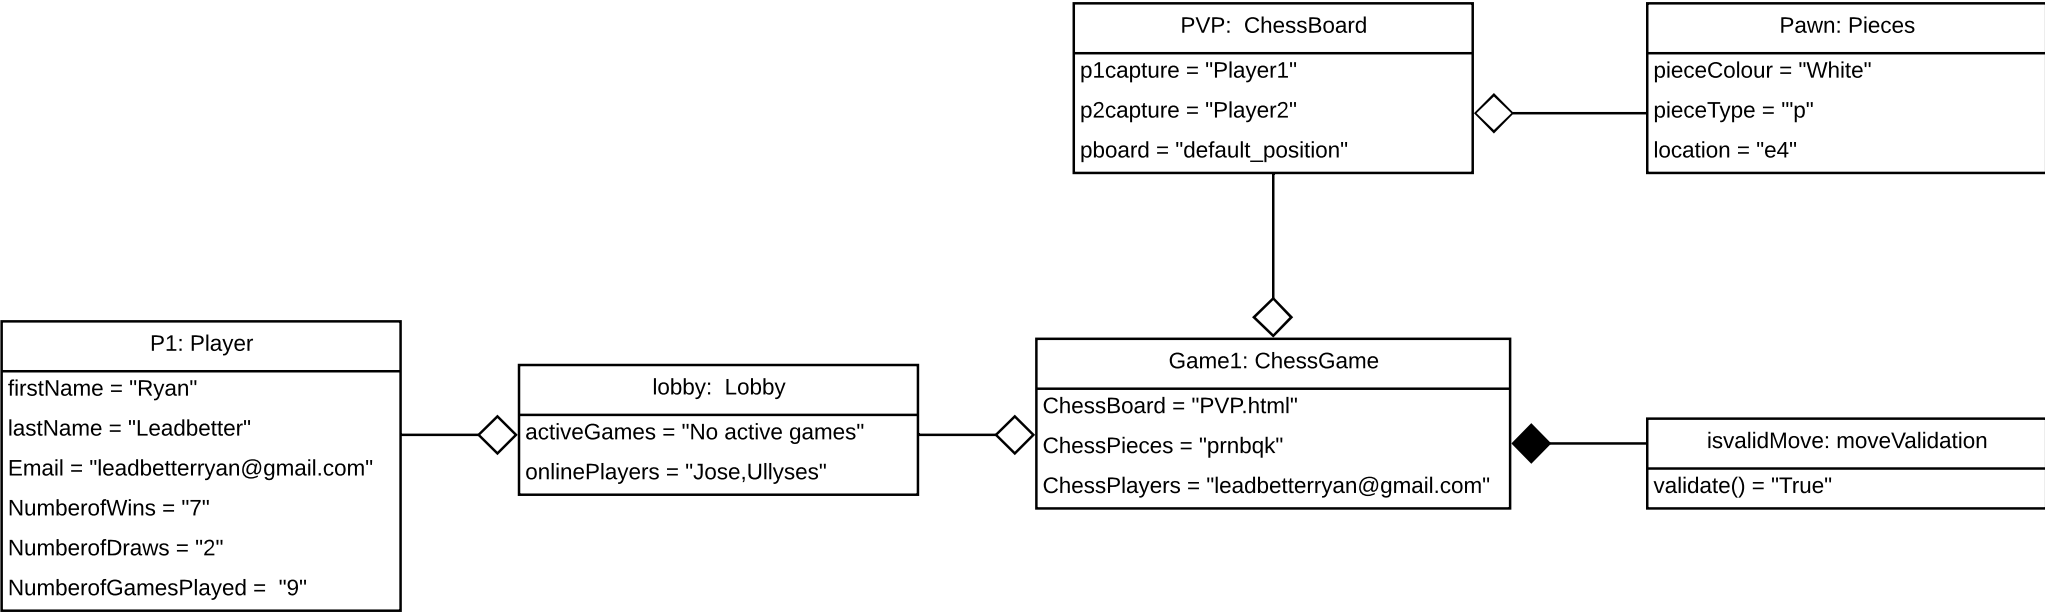 PVP:  ChessBoard
p1capture = "Player1"
p2capture = "Player2"
pboard = "default_position"
Pawn: Pieces
pieceColour = "White"
pieceType = '"p"
location = "e4"
P1: Player
firstName = "Ryan"
lastName = "Leadbetter"
Email = "leadbetterryan@gmail.com"
NumberofWins = "7"
NumberofDraws = "2"
NumberofGamesPlayed =  "9"
lobby:  Lobby
activeGames = "No active games"
onlinePlayers = "Jose,Ullyses"
Game1: ChessGame
ChessBoard = "PVP.html"
ChessPieces = "prnbqk"
ChessPlayers = "leadbetterryan@gmail.com"
isvalidMove: moveValidation
validate() = "True"